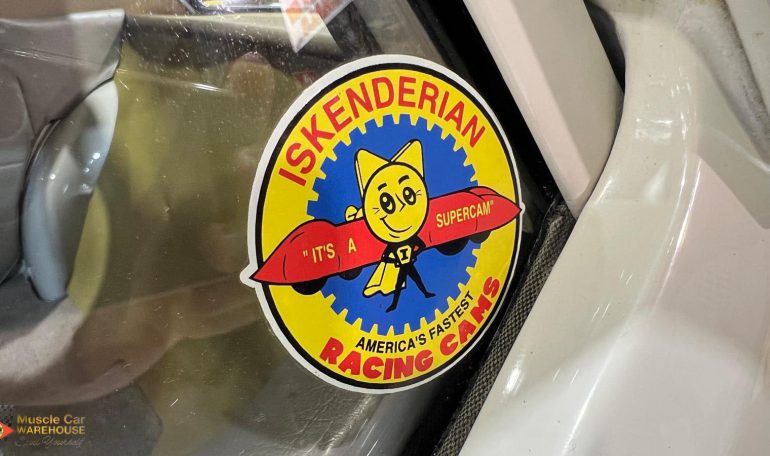 ISKENDERIAN
"IT'S A SUPERCAM"
I
AMERICA'S FASTEST
RACING CAMS
Muscle Car
WAREHOUSE